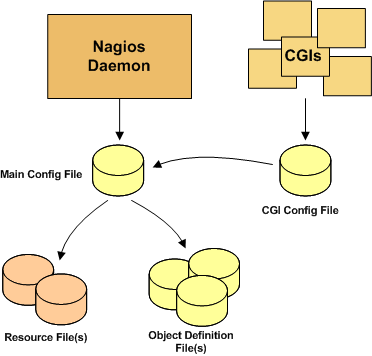 Nagios
Daemon
CGIs
Main Config File
CGI Config File
Resource File(s)
Object Definition
File(s)